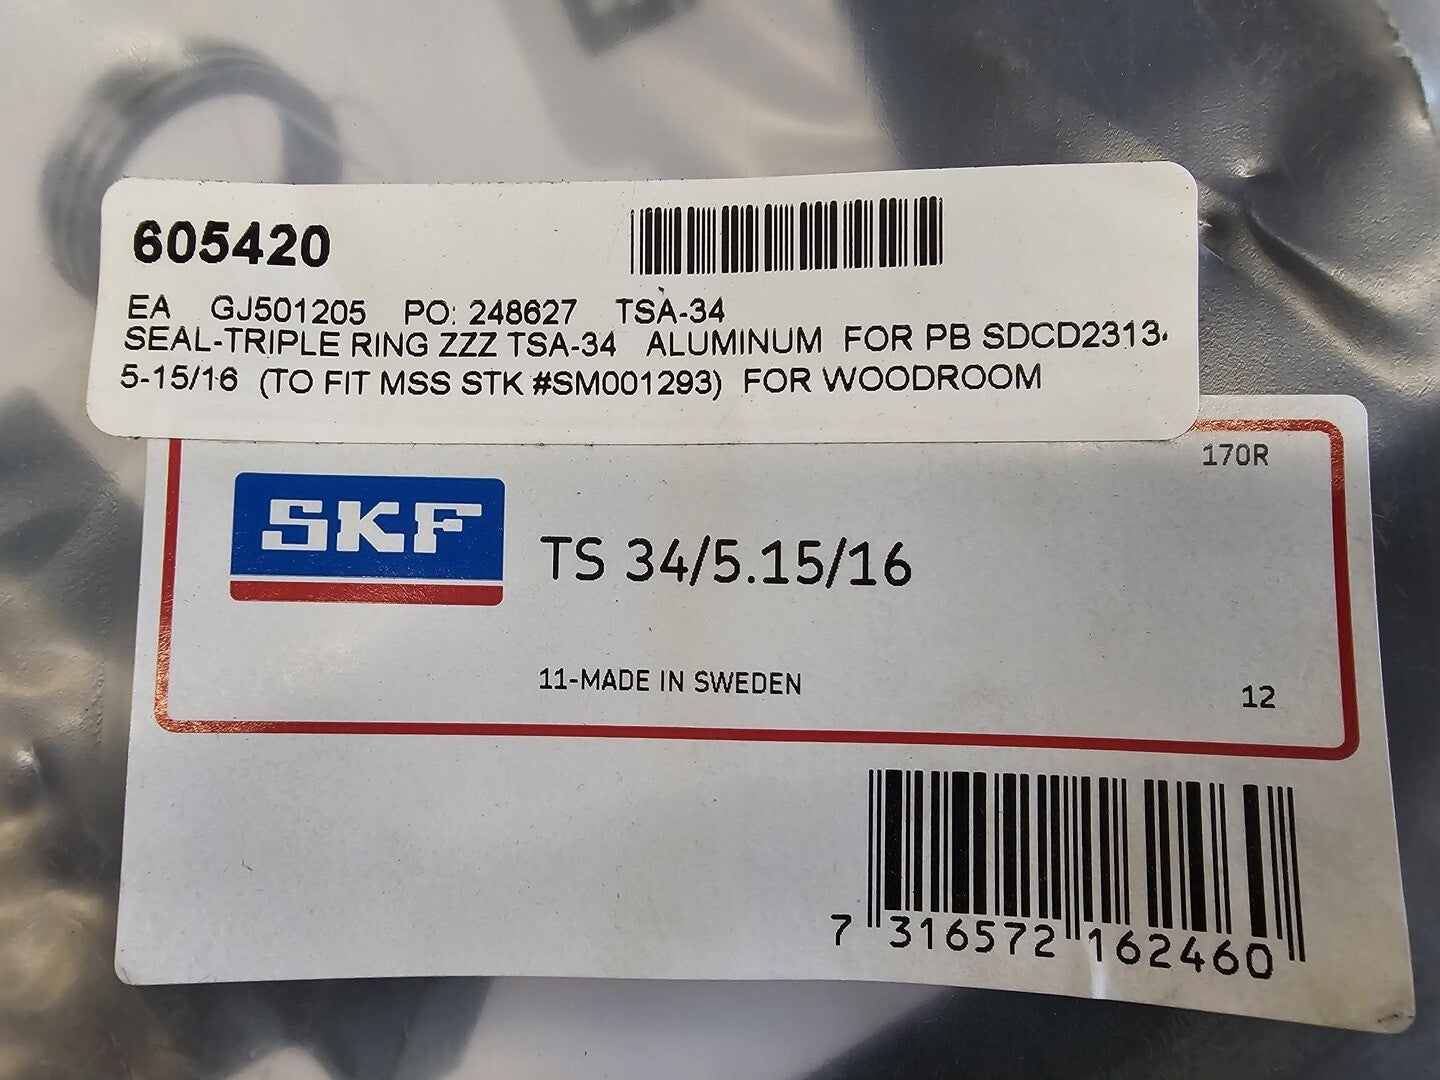 605420
EA GJ501205 PO: 248627 TSA-34
SEAL-TRIPLE RING ZZZ TSA-34 ALUMINUM FOR PB
5-15/16 (TO FIT MSS STK #SM001293) FOR WOODROOM
170R
SKF
TS 34/5.15/16
11-MADE IN SWEDEN
12
7 316572 162460